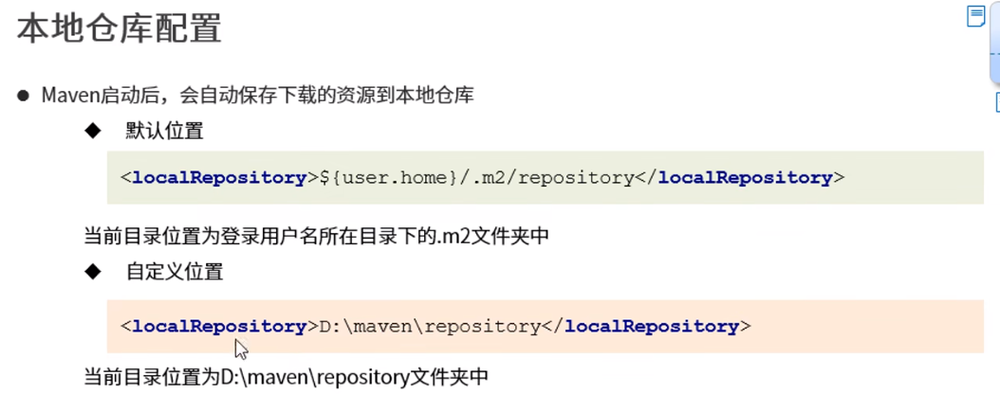 本地仓库配置
● Maven启动后，会自动保存下载的资源到本地仓库
◆ 默认位置
<localRepository>${user.home}/.m2/repository</localRepository>
当前目录位置为登录用户名所在目录下的.m2文件夹中
◆ 自定义位置
<localRepository>D:\maven\repository</localRepository>
当前目录位置为D:\maven\repository文件夹中